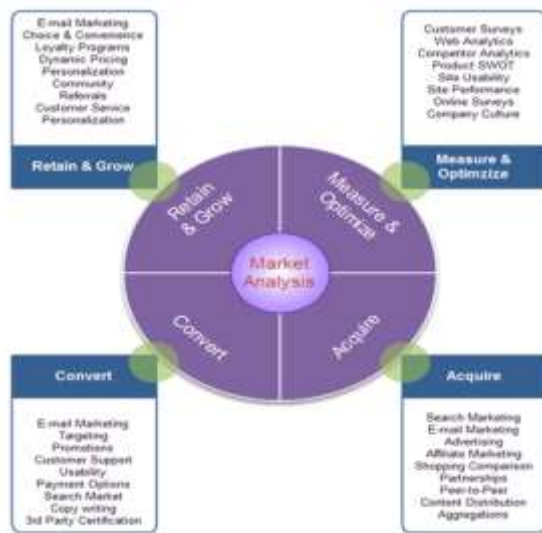 E-mail Marketing
Choice & Convenience
Loyalty Programs
Dynamic Pricing
Personalization
Community
Referrals
Customer Service
Personalization
Retain & Grow
Customer Surveys
Web Analytics
Competitor Analytics
Product SWOT
Site Usability
Site Performance
Online Surveys
Company Culture
Measure &
Optimzize
Retain
& Grow
Measure &
Optimize
Market
Analysis
Convert
Acquire
Convert
E-mail Marketing
Targeting
Promotions
Customer Support
Usability
Payment Options
Search Market
Copy writing
3rd Party Certification
Acquire
Search Marketing
E-mail Marketing
Advertising
Affiliate Marketing
Shopping Comparison
Partnerships
Peer-to-Peer
Content Distribution
Aggregations